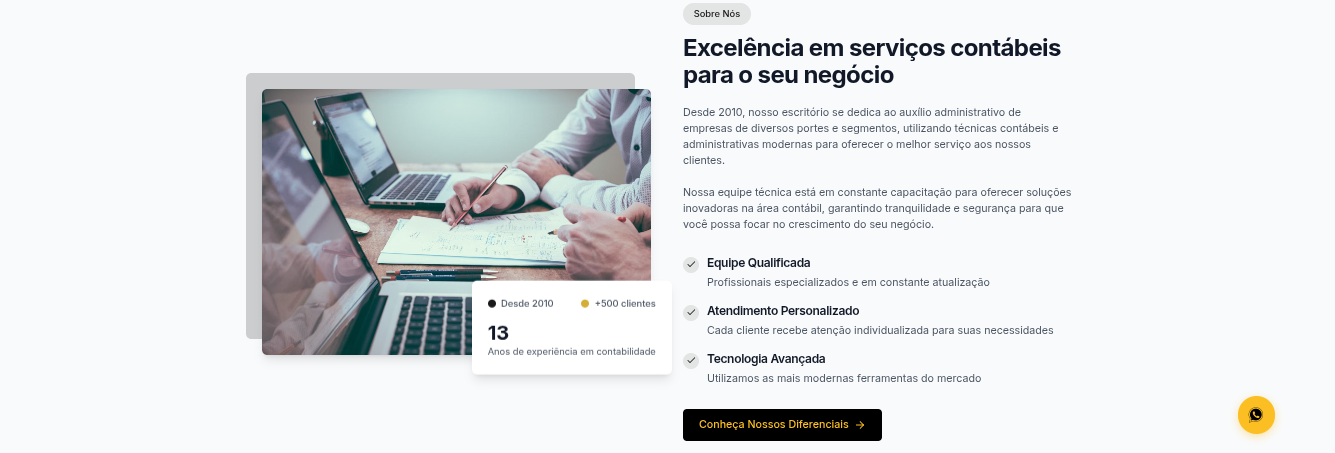 Sobre Nós
Excelência em serviços contábeis
para o seu negócio
Desde 2010, nosso escritório se dedica ao auxílio administrativo de
empresas de diversos portes e segmentos, utilizando técnicas contábeis e
administrativas modernas para oferecer o melhor serviço aos nossos
clientes.
Nossa equipe técnica está em constante capacitação para oferecer soluções
inovadoras na área contábil, garantindo tranquilidade e segurança para que
você possa focar no crescimento do seu negócio.
Equipe Qualificada
Profissionais especializados e em constante atualização
Atendimento Personalizado
Cada cliente recebe atenção individualizada para suas necessidades
Tecnologia Avançada
Utilizamos as mais modernas ferramentas do mercado
Conheça Nossos Diferenciais →
Desde 2010 +500 clientes
13
Anos de experiência em contabilidade